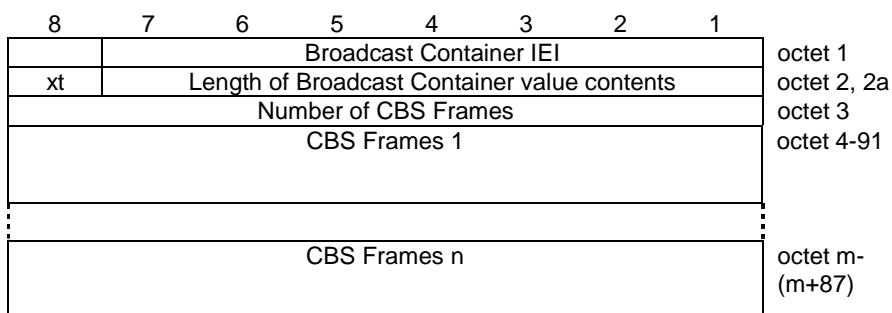 8 7 6 5 4 3 2 1
Broadcast Container IEI octet 1
xt Length of Broadcast Container value contents octet 2, 2a
Number of CBS Frames octet 3
CBS Frames 1 octet 4-91
CBS Frames n octet m-
(m+87)